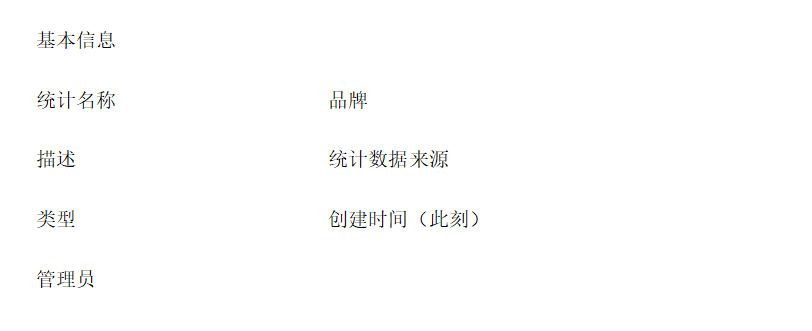 基本信息
统计名称 品牌
描述 统计数据来源
类型 创建时间（此刻）
管理员